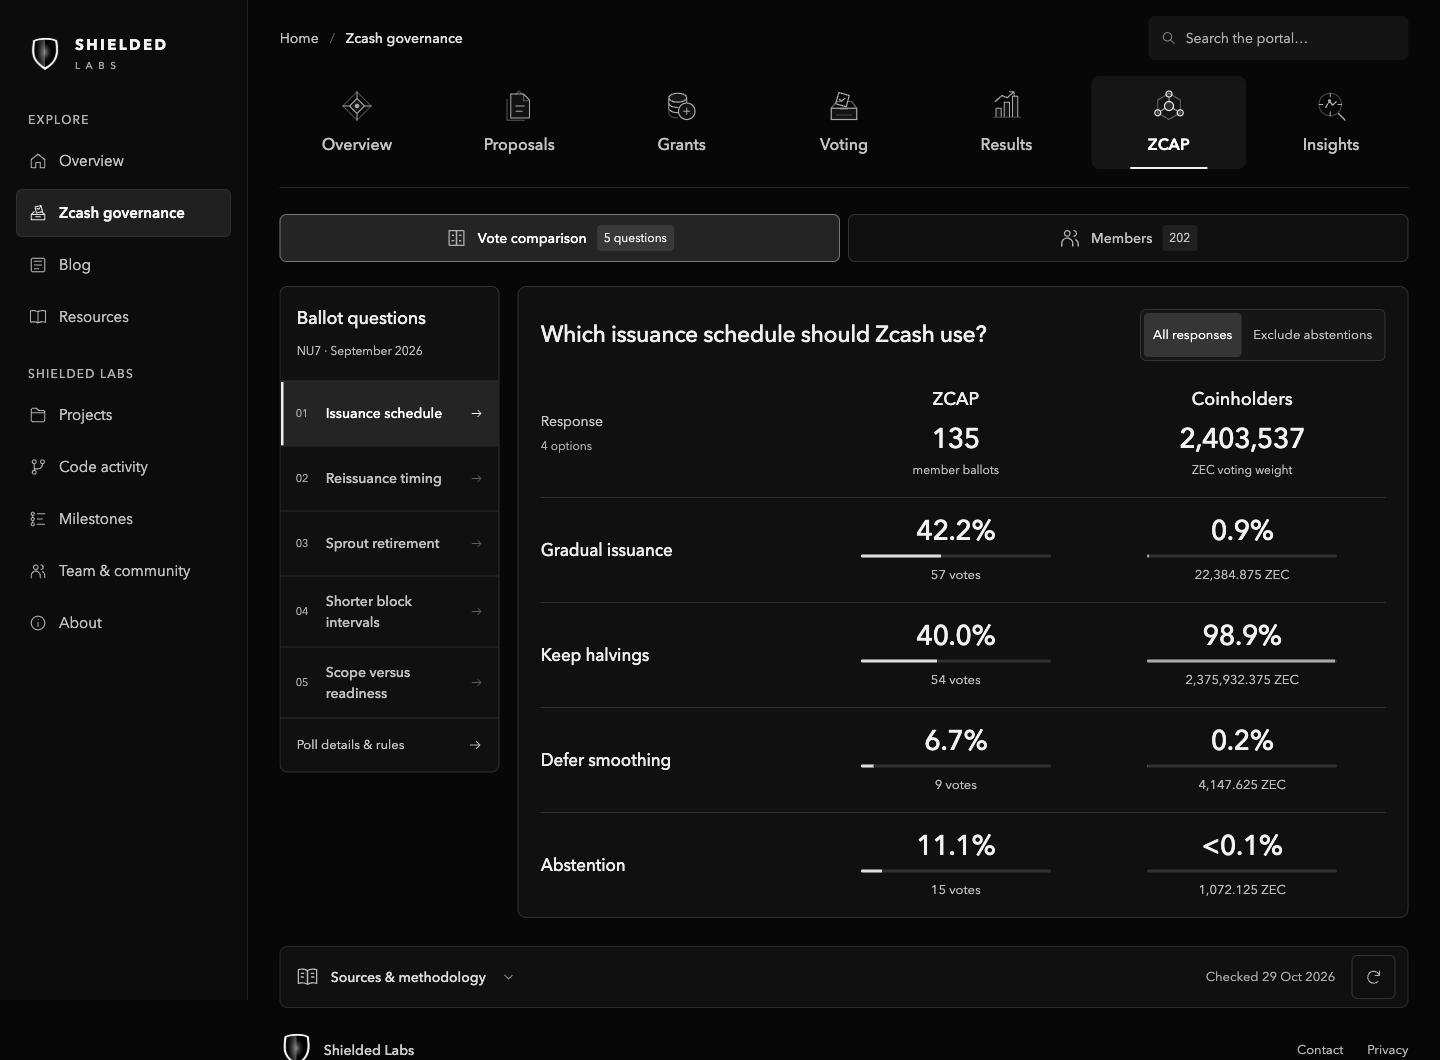 SHIELDED
LABS
EXPLORE
Overview
Zcash governance
Blog
Resources
SHIELDED LABS
Projects
Code activity
Milestones
Team & community
About
Home / Zcash governance
Search the portal…
Overview
Proposals
Grants
Voting
Results
ZCAP
Insights
Vote comparison 5 questions
Members 202
Ballot questions
NU7 · September 2026
01 Issuance schedule →
02 Reissuance timing →
03 Sprout retirement →
04 Shorter block
intervals →
05 Scope versus
readiness →
Poll details & rules →
Which issuance schedule should Zcash use?
All responses
Exclude abstentions
Response
4 options
ZCAP
135
member ballots
Coinholders
2,403,537
ZEC voting weight
Gradual issuance
42.2%
57 votes
0.9%
22,384.875 ZEC
Keep halvings
40.0%
54 votes
98.9%
2,375,932.375 ZEC
Defer smoothing
6.7%
9 votes
0.2%
4,147.625 ZEC
Abstention
11.1%
15 votes
<0.1%
1,072.125 ZEC
Sources & methodology
Checked 29 Oct 2026
Shielded Labs
Contact
Privacy